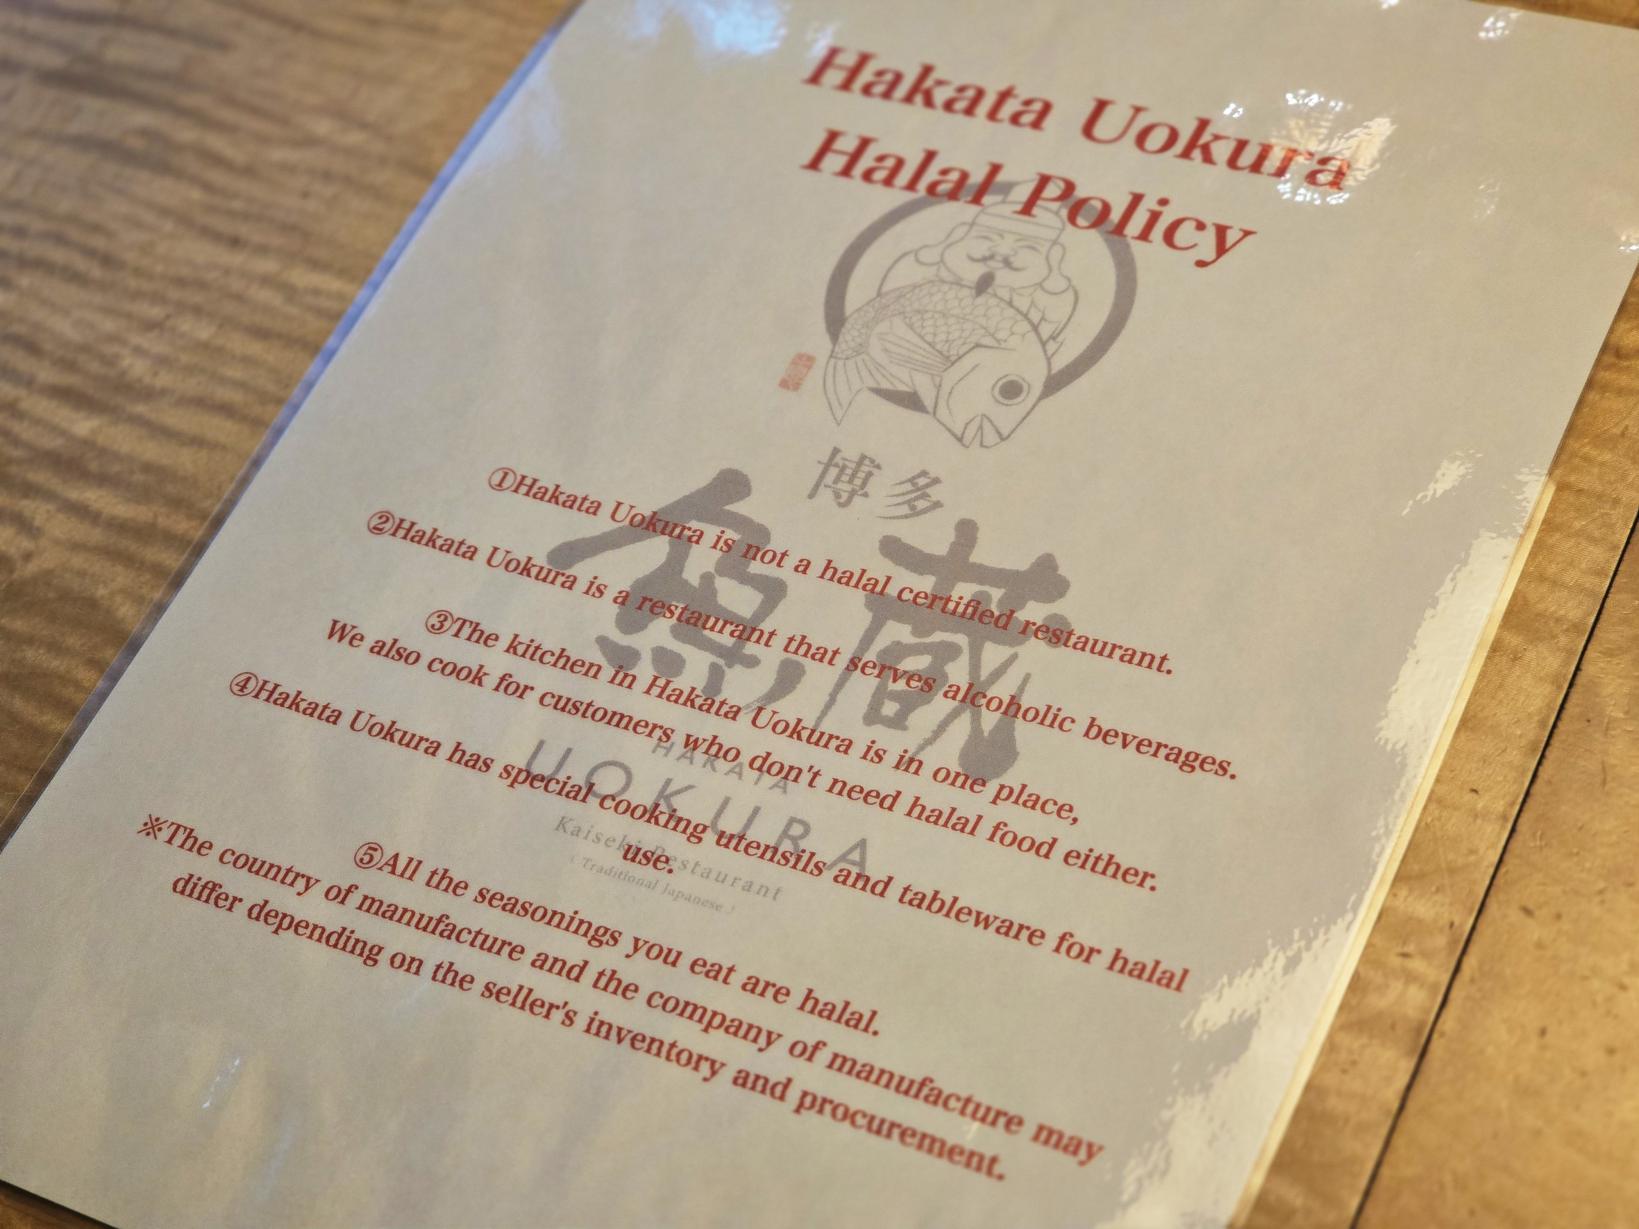 Hakata Uokura
Halal Policy
博多
魚蔵
HAKATA
UOKURA
Kaiseki Restaurant
( Traditional Japanese )
①Hakata Uokura is not a halal certified restaurant.
②Hakata Uokura is a restaurant that serves alcoholic beverages.
③The kitchen in Hakata Uokura is in one place,
We also cook for customers who don't need halal food either.
④Hakata Uokura has special cooking utensils and tableware for halal
use.
⑤All the seasonings you eat are halal.
※The country of manufacture and the company of manufacture may
differ depending on the seller's inventory and procurement.